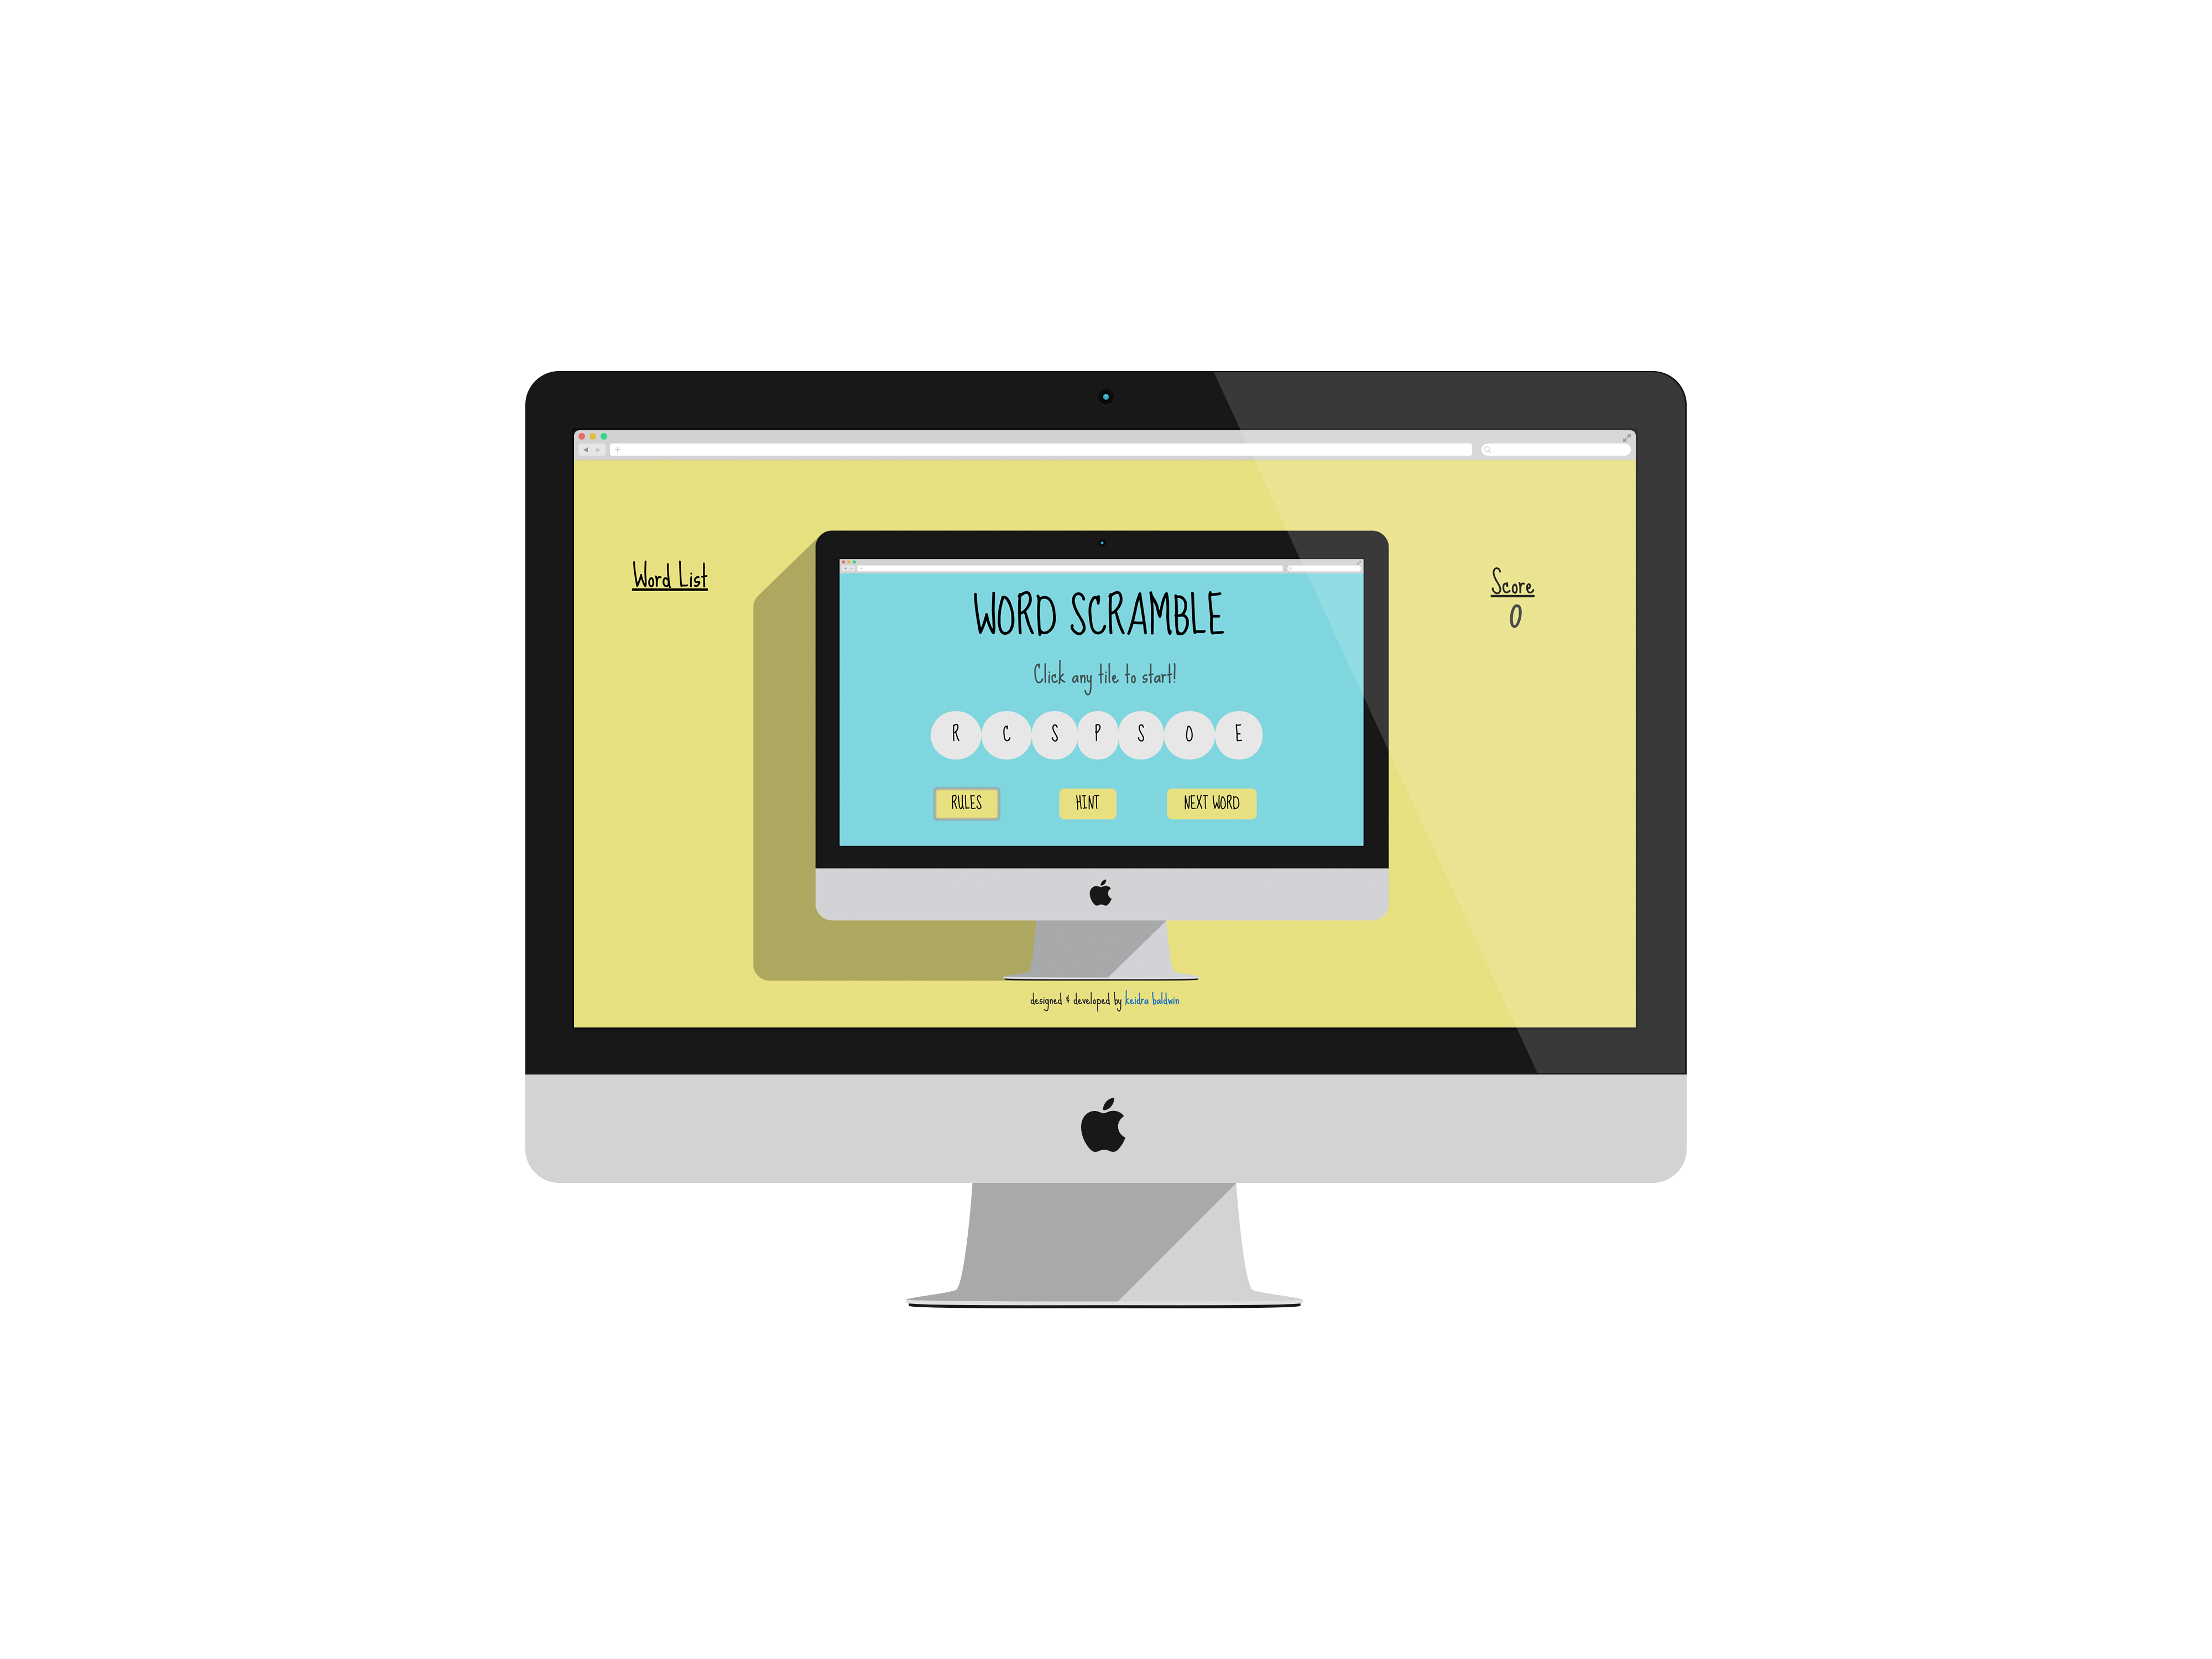 Word List
Score
0
WORD SCRAMBLE
Click any tile to start!
R C S P S O E
RULES HINT NEXT WORD
designed & developed by keidra baldwin